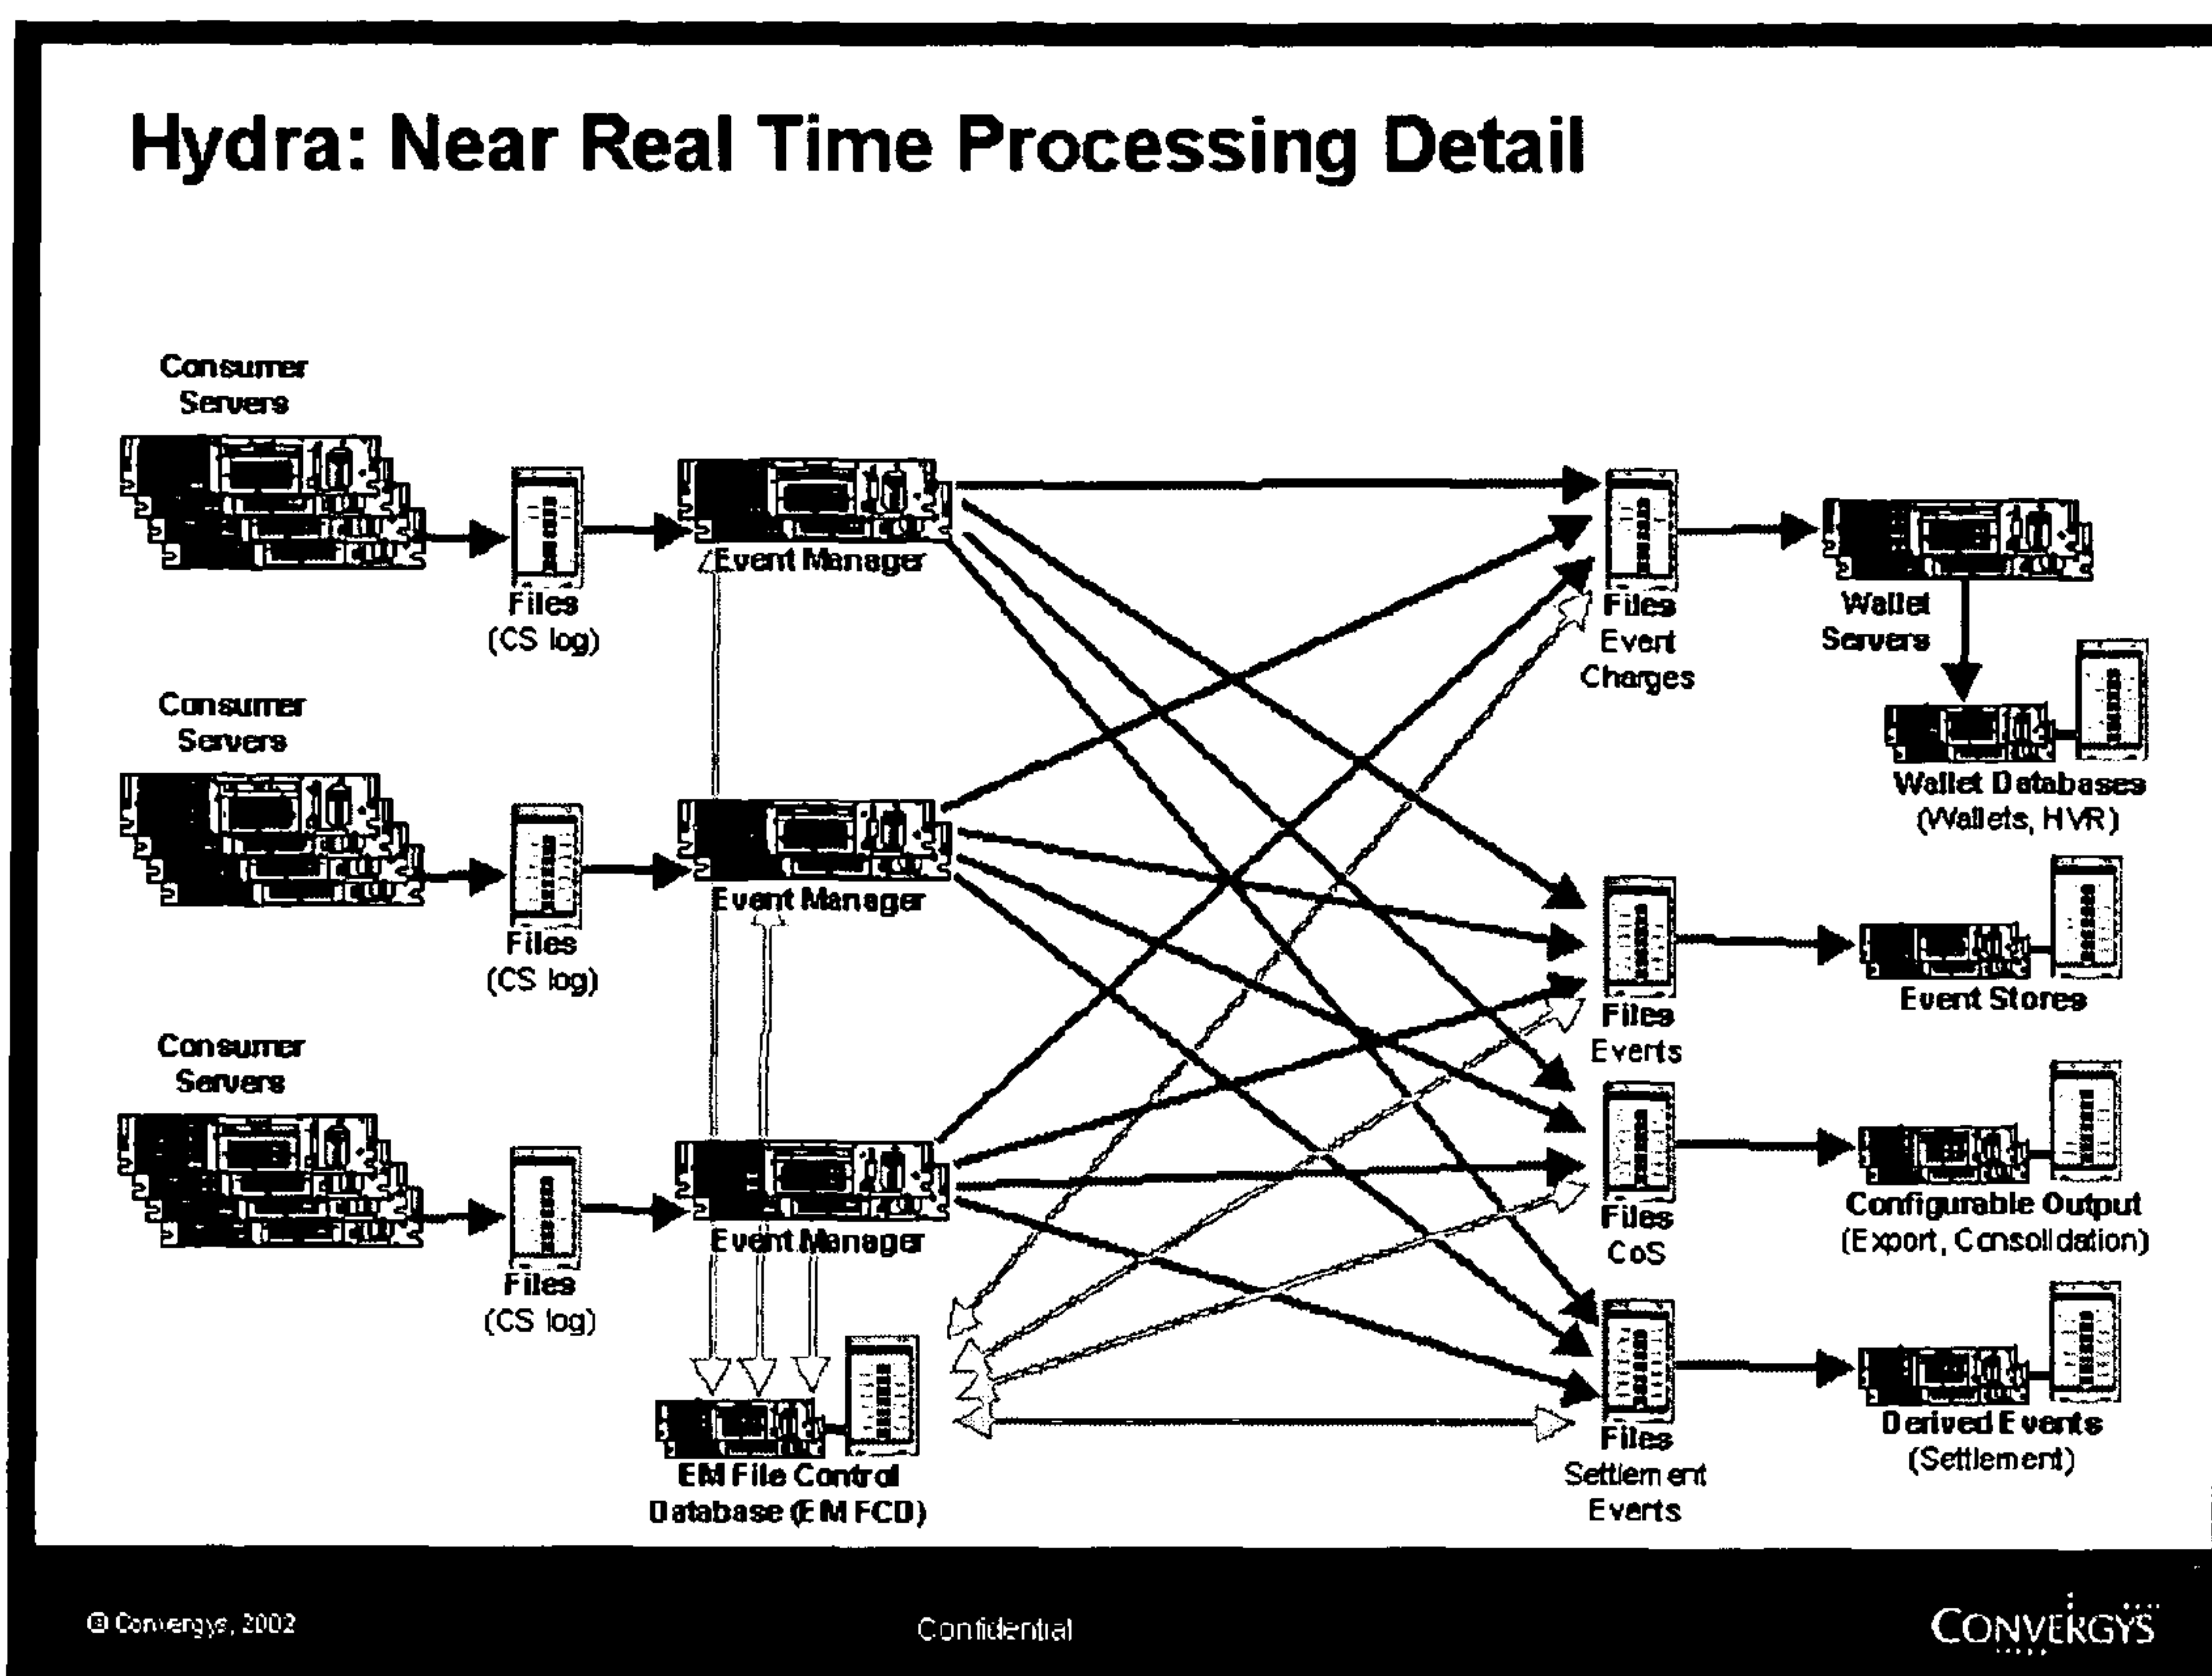 Hydra: Near Real Time Processing Detail
Consumer
Servers
Files
(CS log)
Event Manager
Files
Event
Charges
Wallet
Servers
Wallet Databases
(Wallets, HVR)
Consumer
Servers
Files
(CS log)
Event Manager
Files
Events
Event Stores
Consumer
Servers
Files
(CS log)
Event Manager
Files
CoS
Configurable Output
(Export, Consolidation)
EM File Control
Database (EM FCD)
Files
Settlement
Events
Derived Events
(Settlement)
© Convergys, 2002
Confidential
CONVERGYS